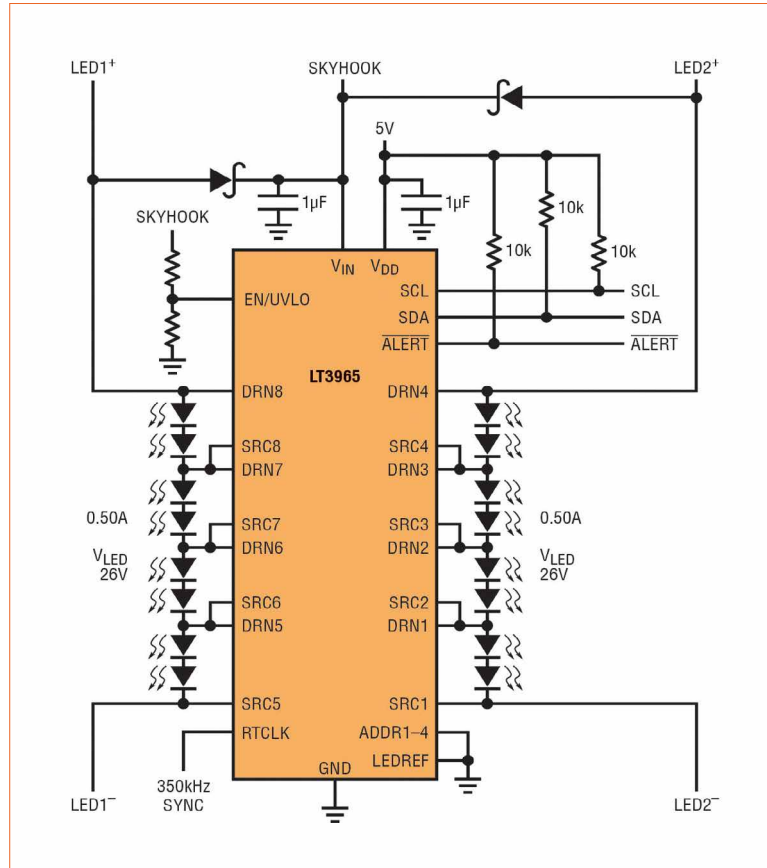 LED1+
SKYHOOK
LED2+
5V
1µF
1µF
10k
10k
10k
SKYHOOK
VIN
VDD
EN/UVLO
SCL
SCL
SDA
SDA
ALERT
ALERT
LT3965
DRN8
DRN4
SRC8
SRC4
DRN7
DRN3
0.50A
SRC7
SRC3
0.50A
DRN6
DRN2
VLED
26V
VLED
26V
SRC6
SRC2
DRN5
DRN1
SRC5
SRC1
RTCLK
ADDR1–4
LEDREF
GND
350kHz
SYNC
LED1–
LED2–